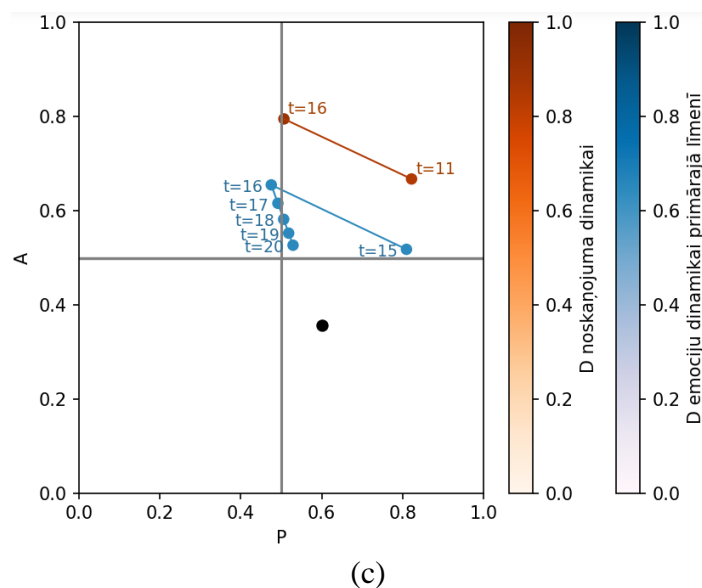 1.0
0.8
0.6
0.4
0.2
0.0
A
0.0
0.2
0.4
0.6
0.8
1.0
P
t=16
t=11
t=16
t=17
t=18
t=19
t=20
t=15
1.0
0.8
0.6
0.4
0.2
0.0
D noskaņojuma dinamikai
1.0
0.8
0.6
0.4
0.2
0.0
D emociju dinamikai primārajā līmenī
(c)